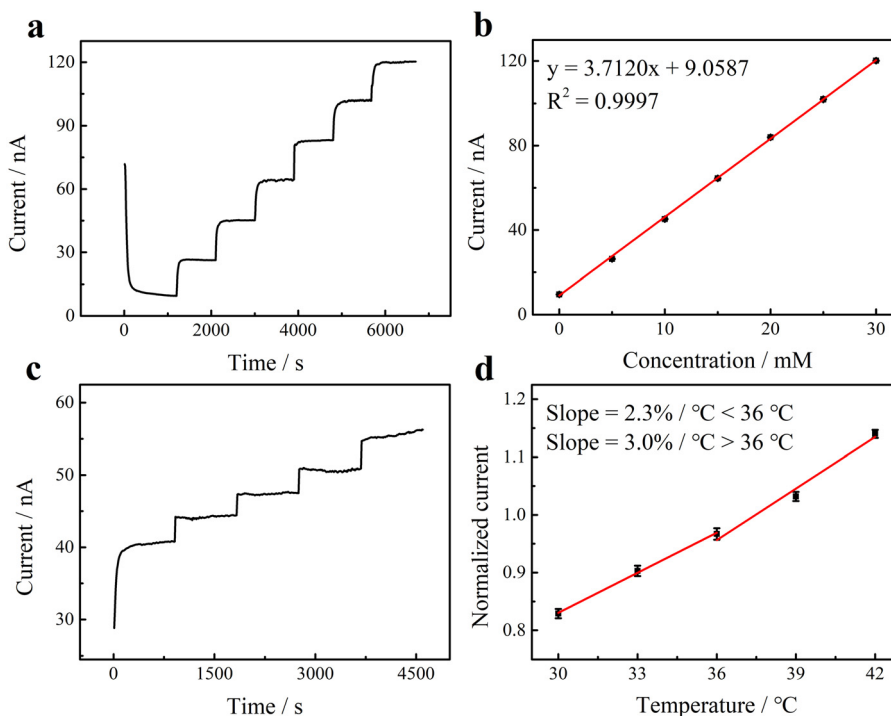 a
120
90
60
30
0
Current / nA
0
2000
4000
6000
Time / s
b
y = 3.7120x + 9.0587
R² = 0.9997
120
80
40
0
Current / nA
0
10
20
30
Concentration / mM
c
60
50
40
30
Current / nA
0
1500
3000
4500
Time / s
d
Slope = 2.3% / ℃ < 36 ℃
Slope = 3.0% / ℃ > 36 ℃
1.2
1.1
1.0
0.9
0.8
Normalized current
30
33
36
39
42
Temperature / ℃